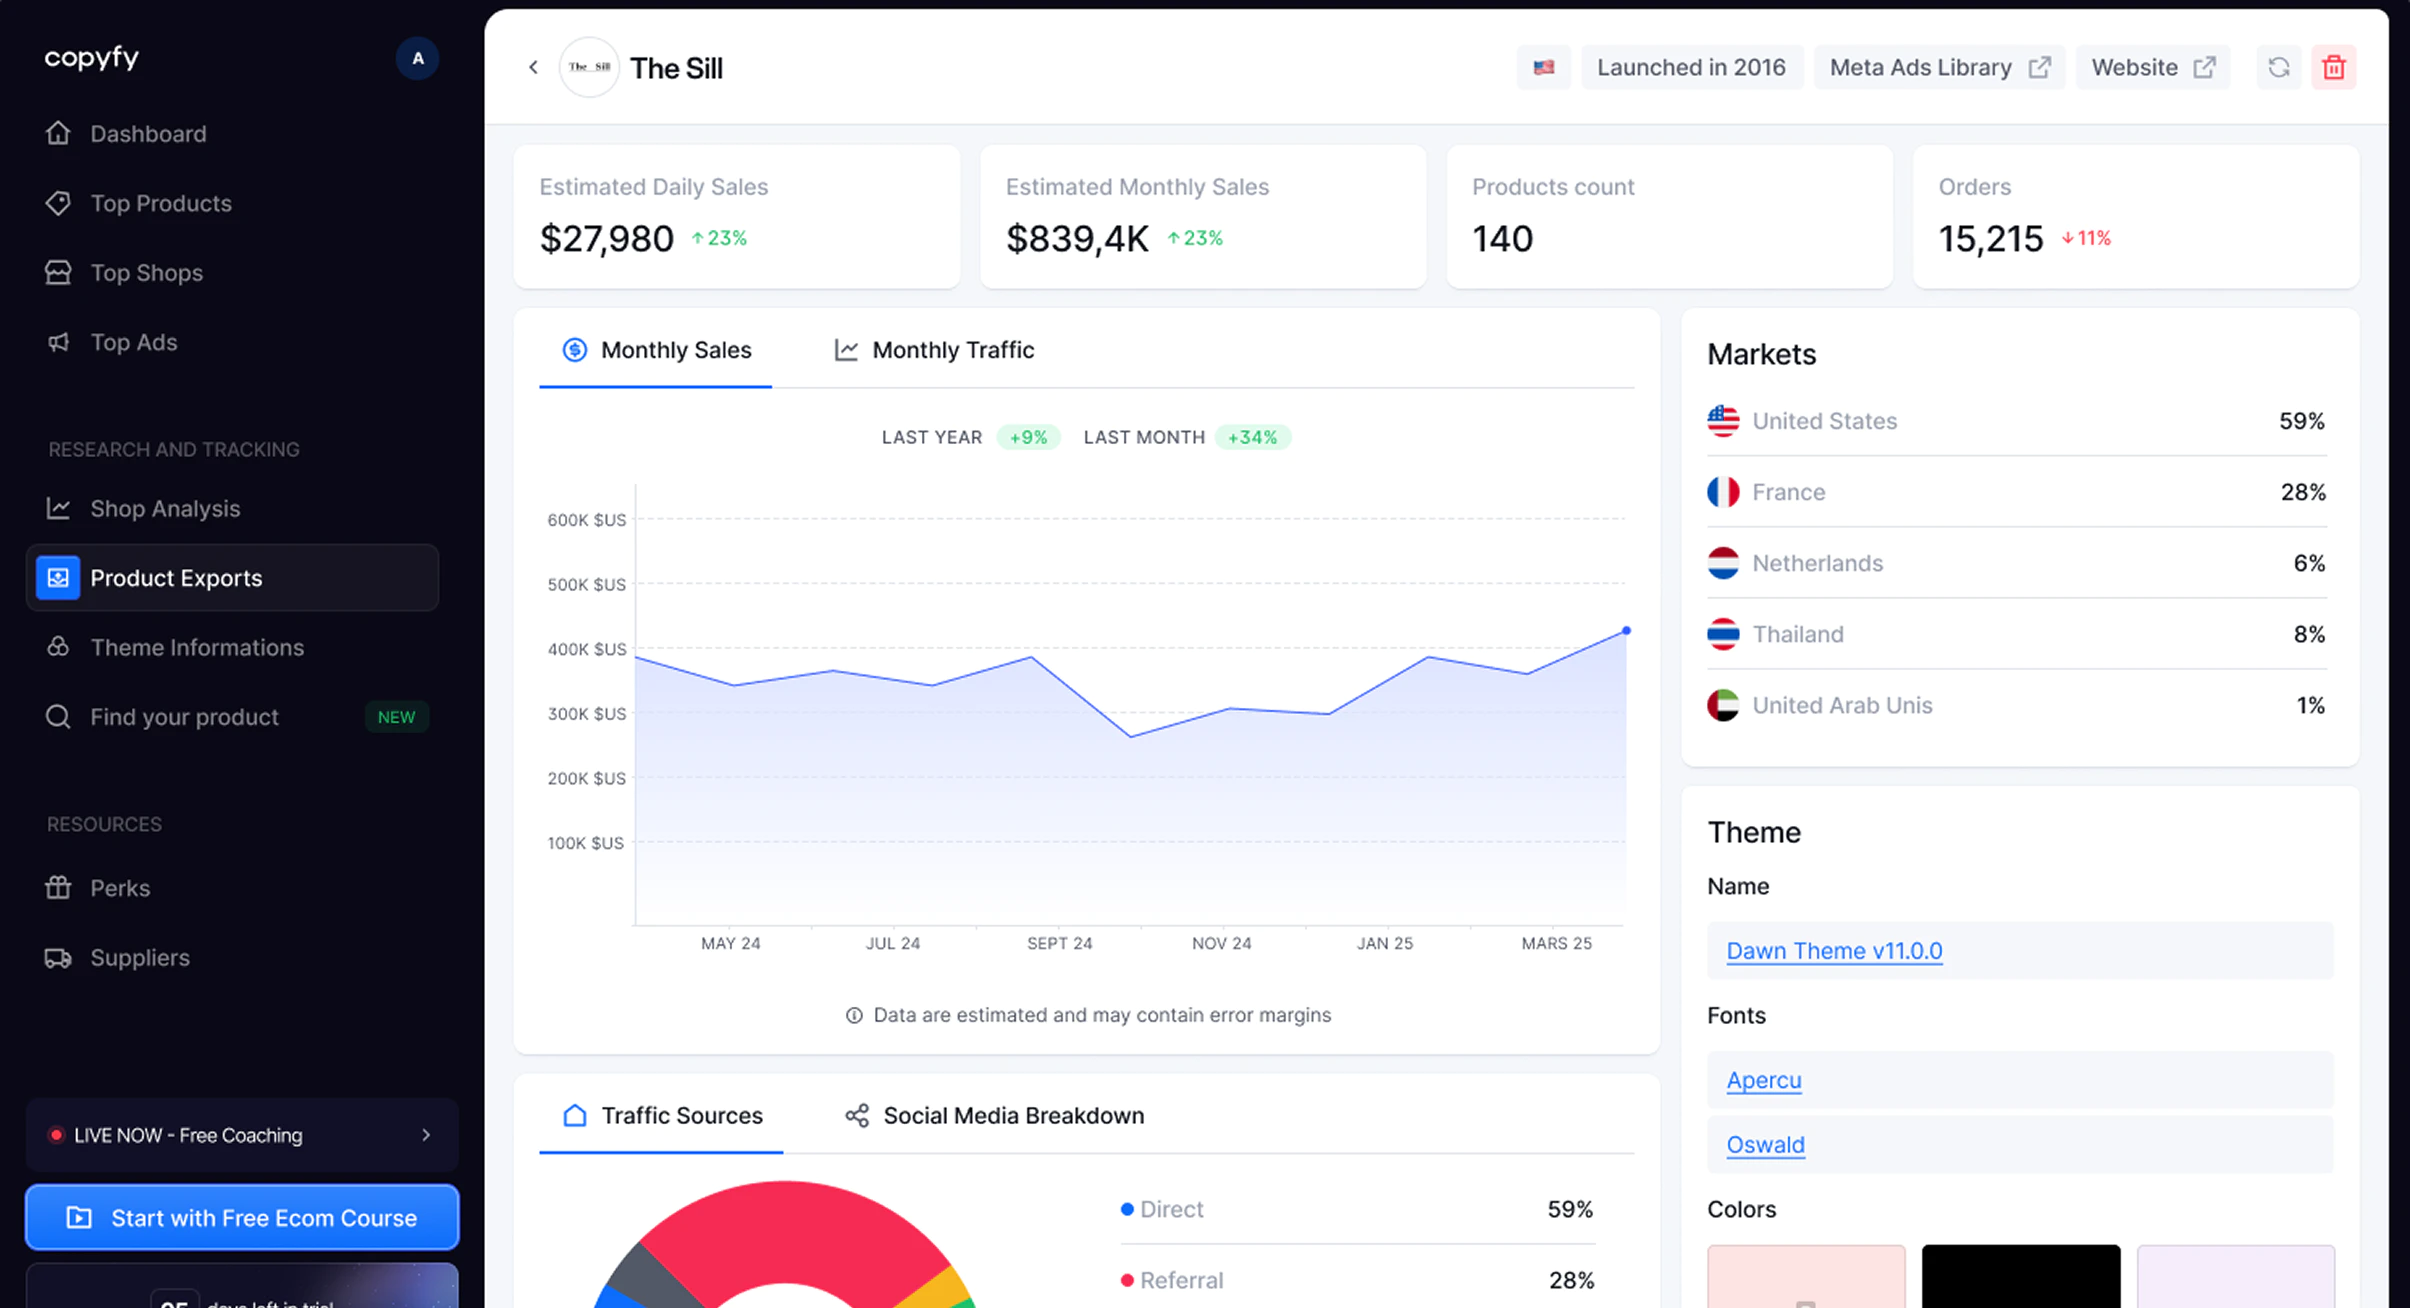 copyfy
A
Dashboard
Top Products
Top Shops
Top Ads
RESEARCH AND TRACKING
Shop Analysis
Product Exports
Theme Informations
Find your product
NEW
RESOURCES
Perks
Suppliers
LIVE NOW - Free Coaching
Start with Free Ecom Course
The Sill
The Sill
Launched in 2016
Meta Ads Library
Website
Estimated Daily Sales
$27,980
23%
Estimated Monthly Sales
$839,4K
23%
Products count
140
Orders
15,215
11%
Monthly Sales
Monthly Traffic
LAST YEAR +9% LAST MONTH +34%
600K $US
500K $US
400K $US
300K $US
200K $US
100K $US
MAY 24 JUL 24 SEPT 24 NOV 24 JAN 25 MARS 25
Data are estimated and may contain error margins
Traffic Sources
Social Media Breakdown
Direct 59%
Referral 28%
Markets
United States 59%
France 28%
Netherlands 6%
Thailand 8%
United Arab Unis 1%
Theme
Name
Dawn Theme v11.0.0
Fonts
Apercu
Oswald
Colors